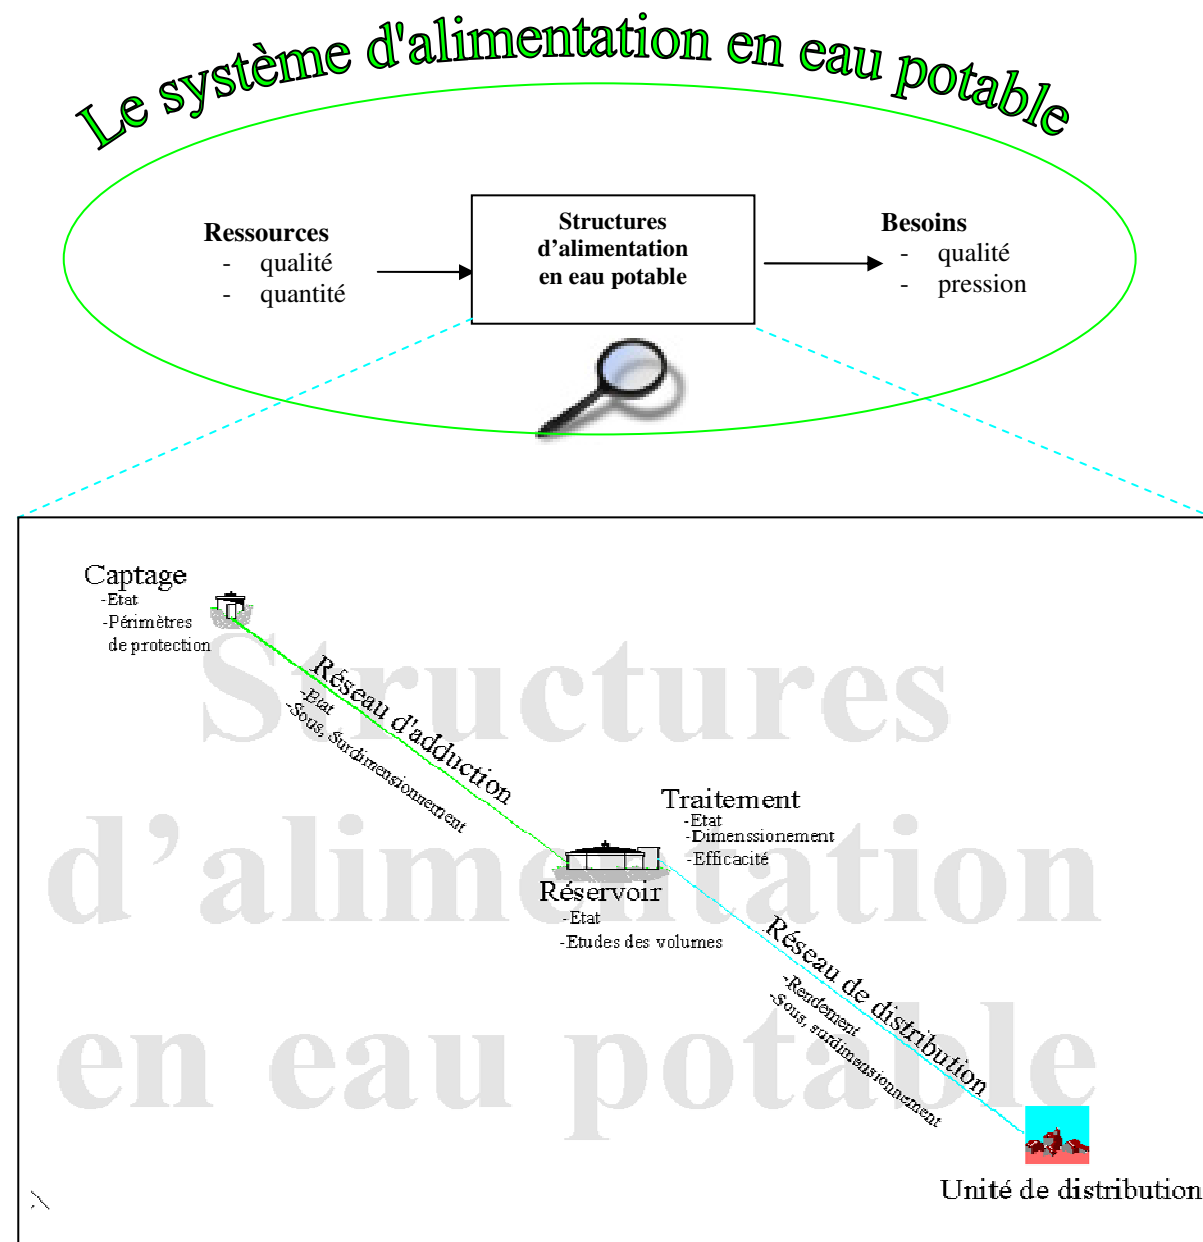 Le système d'alimentation en eau potable
Ressources
- qualité
- quantité
Structures
d’alimentation
en eau potable
Besoins
- qualité
- pression
Structures
d’alimentation
en eau potable
Captage
-Etat
-Périmètres
de protection
Réseau d'adduction
-Etat
-Sous, Surdimensionnement
Traitement
-Etat
-Dimenssionement
-Efficacité
Réservoir
-Etat
-Etudes des volumes
Réseau de distribution
-Rendement
-Sous, surdimensionnement
Unité de distribution